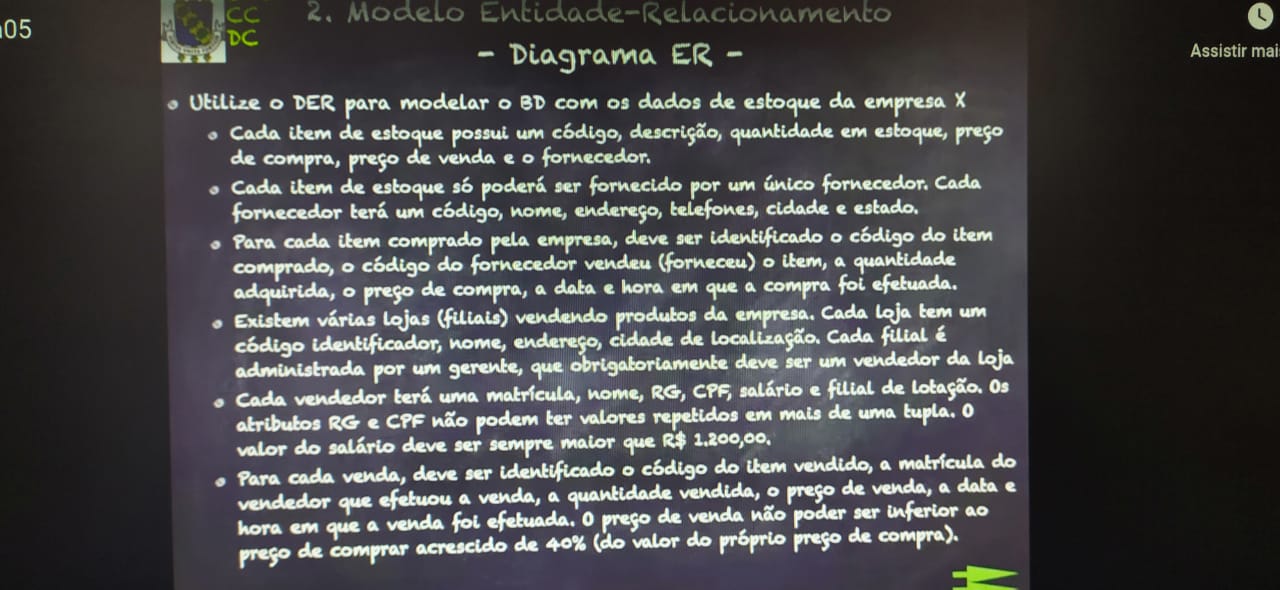 a05
CC
DC
2. Modelo Entidade-Relacionamento
- Diagrama ER -
Assistir mai
Utilize o DER para modelar o BD com os dados de estoque da empresa X
Cada item de estoque possui um código, descrição, quantidade em estoque, preço
de compra, preço de venda e o fornecedor.
Cada item de estoque só poderá ser fornecido por um único fornecedor. Cada
fornecedor terá um código, nome, endereço, telefones, cidade e estado.
Para cada item comprado pela empresa, deve ser identificado o código do item
comprado, o código do fornecedor vendeu (forneceu) o item, a quantidade
adquirida, o preço de compra, a data e hora em que a compra foi efetuada.
Existem várias lojas (filiais) vendendo produtos da empresa. Cada loja tem um
código identificador, nome, endereço, cidade de localização. Cada filial é
administrada por um gerente, que obrigatoriamente deve ser um vendedor da loja
Cada vendedor terá uma matrícula, nome, RG, CPF, salário e filial de lotação. Os
atributos RG e CPF não podem ter valores repetidos em mais de uma tupla. O
valor do salário deve ser sempre maior que R$ 1.200,00.
Para cada venda, deve ser identificado o código do item vendido, a matrícula do
vendedor que efetuou a venda, a quantidade vendida, o preço de venda, a data e
hora em que a venda foi efetuada. O preço de venda não poder ser inferior ao
preço de comprar acrescido de 40% (do valor do próprio preço de compra).